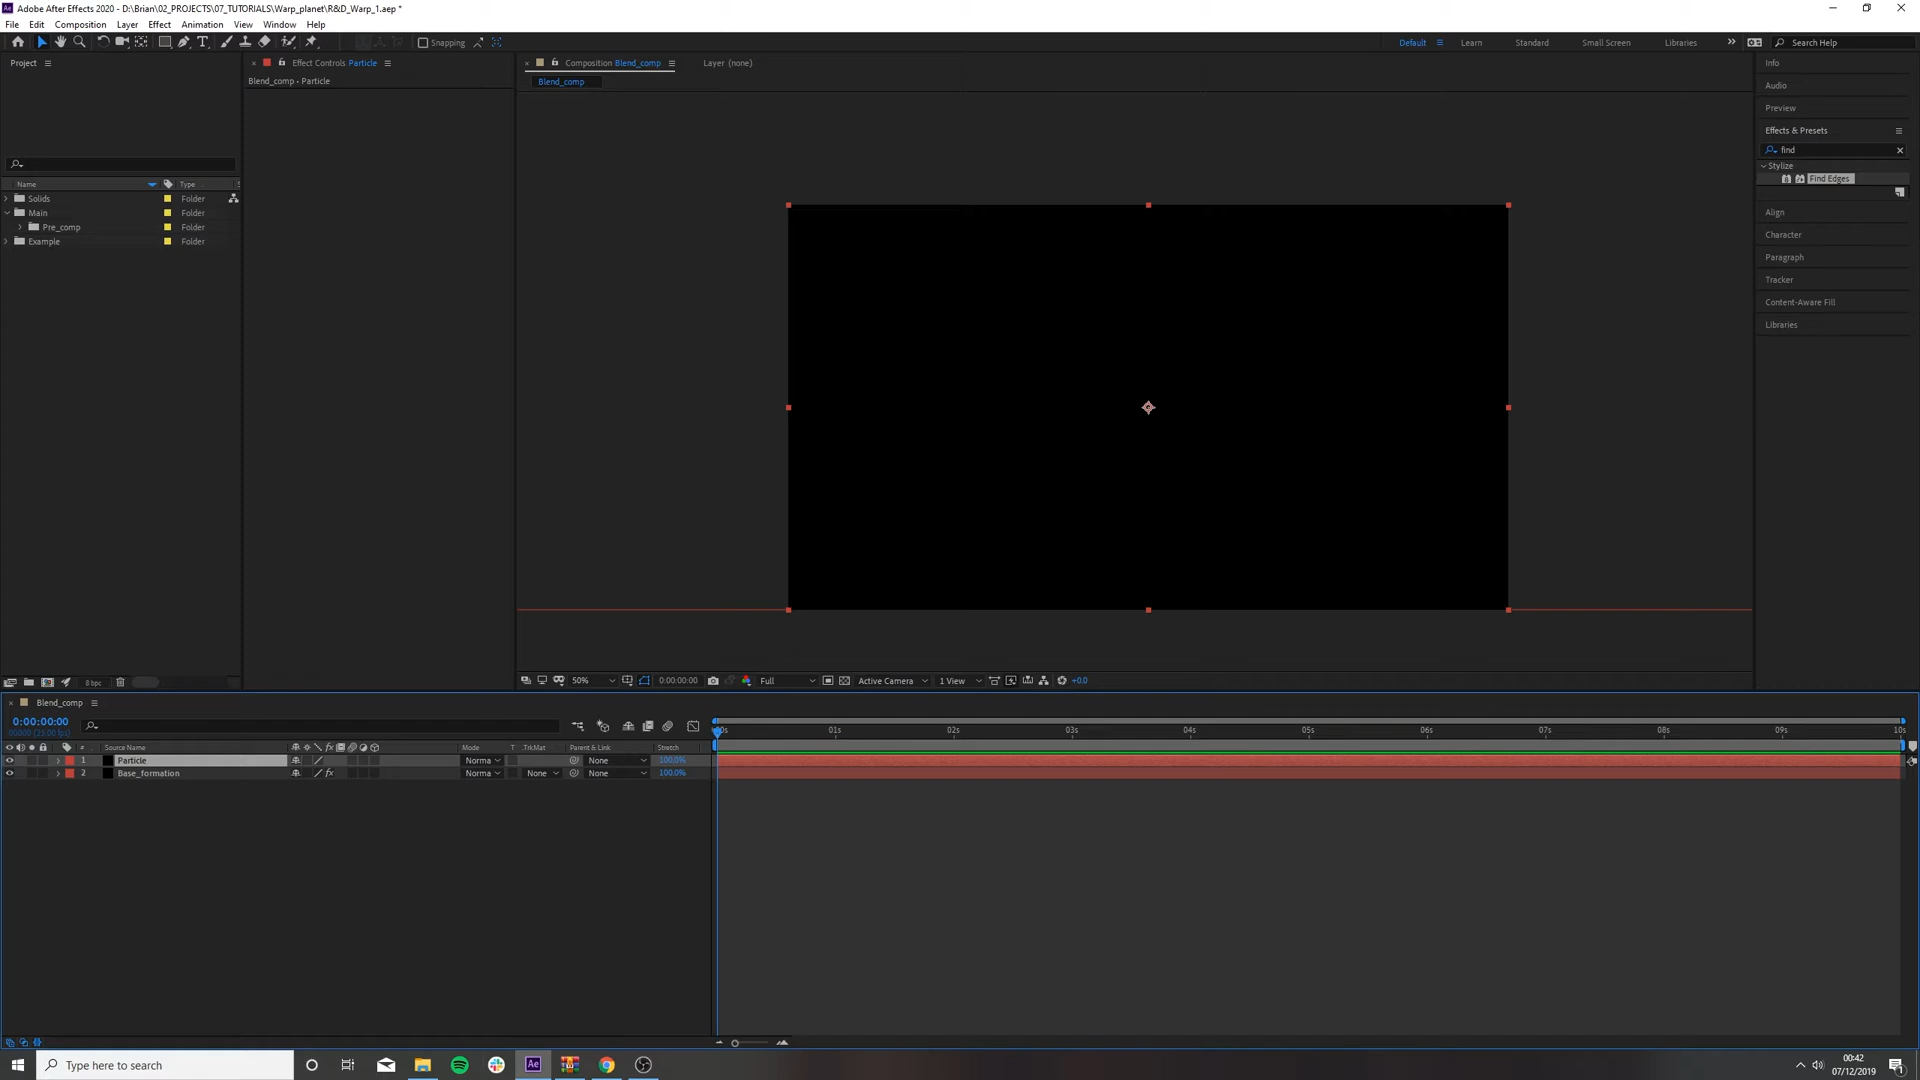 Adobe After Effects 2020 - D:\Brian\02_PROJECTS\07_TUTORIALS\Warp_planet\R&D_Warp_1.aep *
File Edit Composition Layer Effect Animation View Window Help
Snapping
Default Learn Standard Small Screen Libraries Search Help
Project
Effect Controls Particle
Composition Blend_comp
Layer (none)
Blend_comp • Particle
Blend_comp
Info
Audio
Preview
Effects & Presets
find
Stylize
Find Edges
Align
Character
Paragraph
Tracker
Content-Aware Fill
Libraries
Name Type
Solids Folder
Main Folder
Pre_comp Folder
Example Folder
8 bpc
50% 0:00:00:00 Full Active Camera 1 View +0.0
Blend_comp
0:00:00:00
00000 (25.00 fps)
# Source Name Mode T .TrkMat Parent & Link Stretch
01s 02s 03s 04s 05s 06s 07s 08s 09s 10s
1 Particle Norma None 100.0%
2 Base_formation Norma None None 100.0%
Type here to search
00:42
07/12/2019